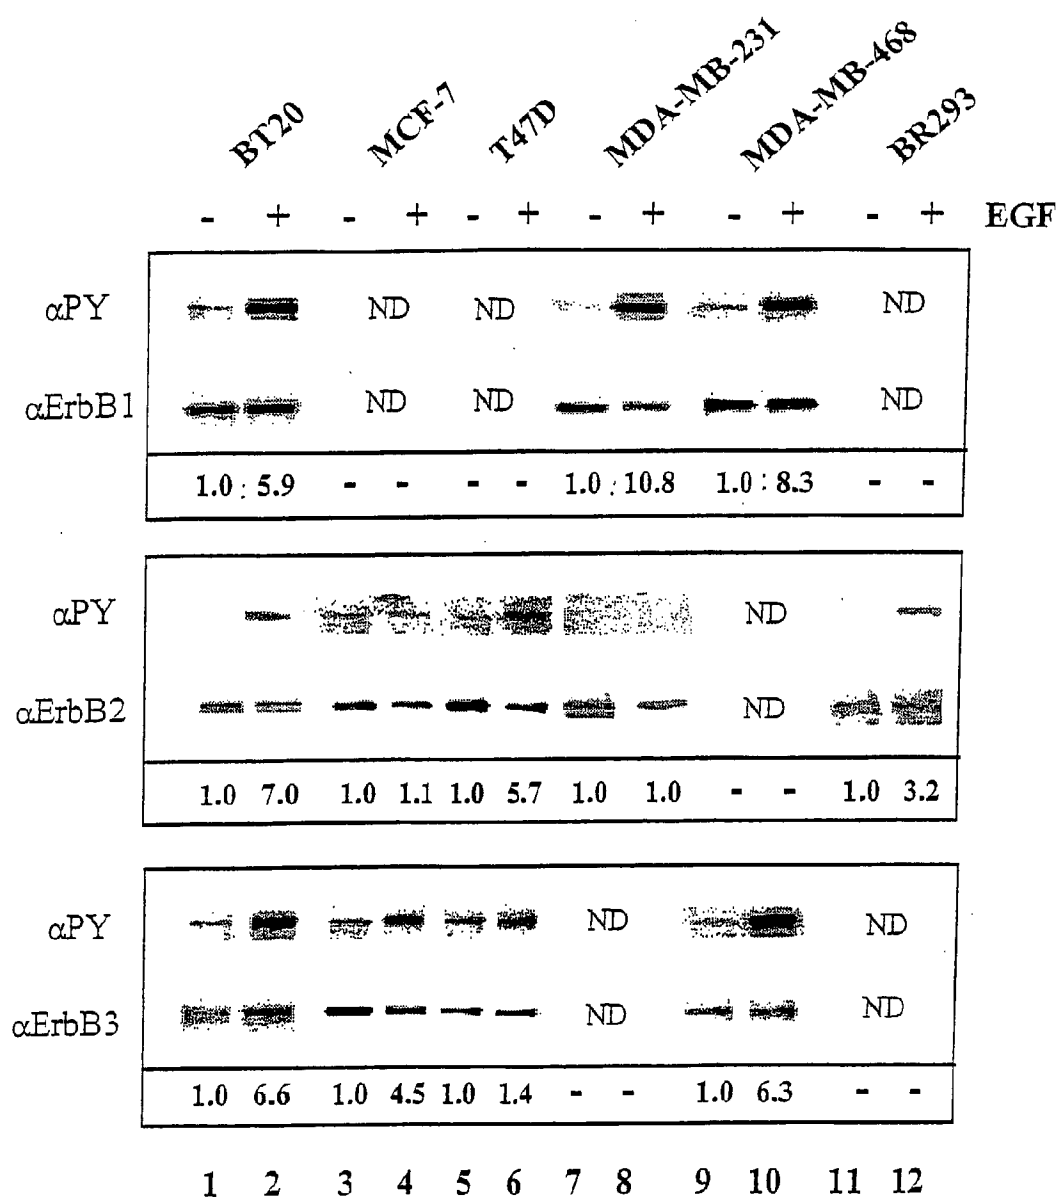 BT20 MCF-7 T47D MDA-MB-231 MDA-MB-468 BR293
- + - + - + - + - + - + EGF
αPY ND ND ND
αErbB1 ND ND ND
1.0 : 5.9 - - - - 1.0 : 10.8 1.0 : 8.3 - -
αPY ND
αErbB2 ND
1.0 7.0 1.0 1.1 1.0 5.7 1.0 1.0 - - 1.0 3.2
αPY ND ND
αErbB3 ND ND
1.0 6.6 1.0 4.5 1.0 1.4 - - 1.0 6.3 - -
1 2 3 4 5 6 7 8 9 10 11 12